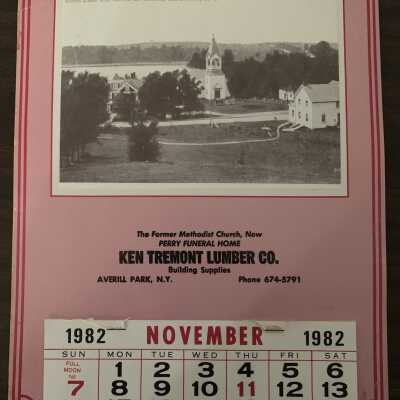 The Former Methodist Church, Now
PERRY FUNERAL HOME
KEN TREMONT LUMBER CO.
Building Supplies
AVERILL PARK, N.Y. Phone 674-5791
1982 NOVEMBER 1982
SUN MON TUE WED THU FRI SAT
FULL MOON 1 2 3 4 5 6
7 8 9 10 11 12 13